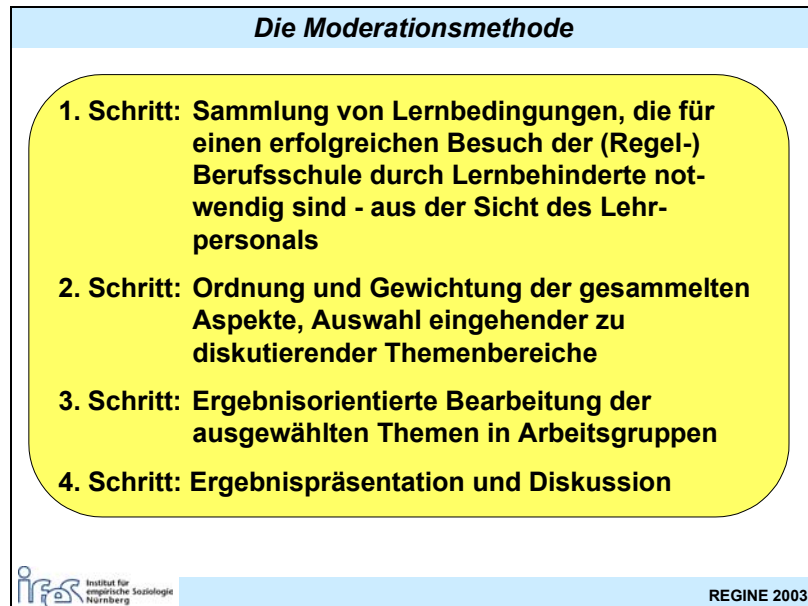 Die Moderationsmethode
1. Schritt: Sammlung von Lernbedingungen, die für
einen erfolgreichen Besuch der (Regel-)
Berufsschule durch Lernbehinderte not-
wendig sind - aus der Sicht des Lehr-
personals
2. Schritt: Ordnung und Gewichtung der gesammelten
Aspekte, Auswahl eingehender zu
diskutierender Themenbereiche
3. Schritt: Ergebnisorientierte Bearbeitung der
ausgewählten Themen in Arbeitsgruppen
4. Schritt: Ergebnispräsentation und Diskussion
ifes Institut für
empirische Soziologie
Nürnberg
REGINE 2003